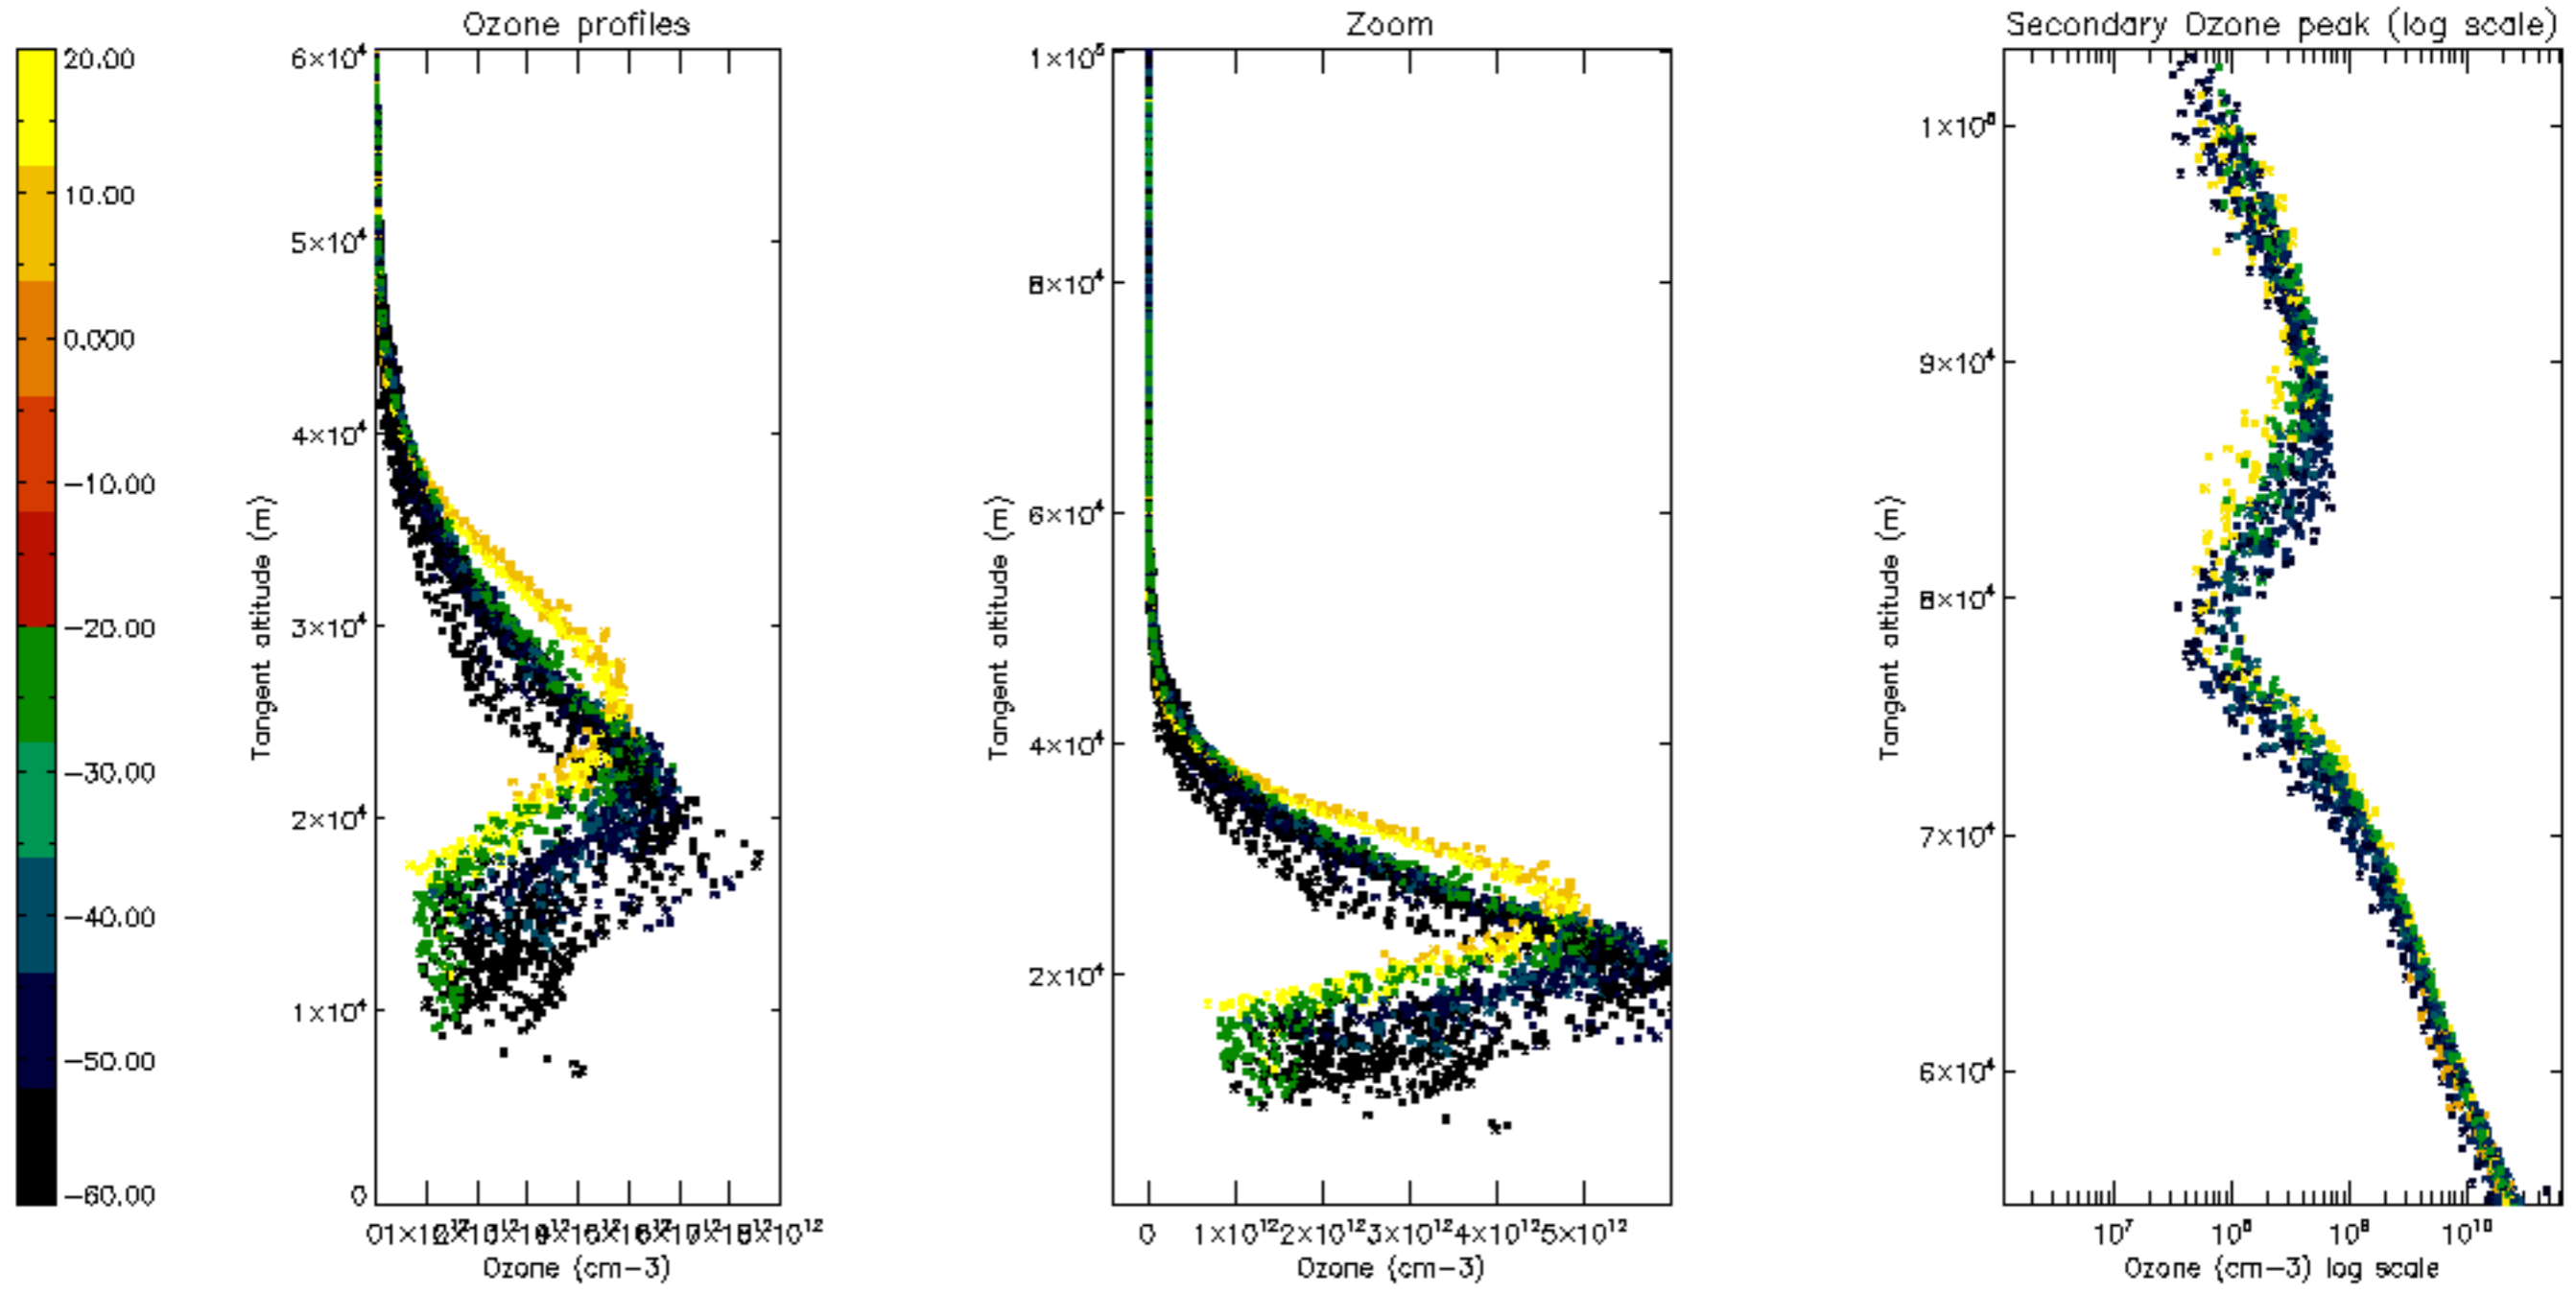 Ozone profiles
Zoom
Secondary Ozone peak (log scale)
20.00
10.00
0.000
−10.00
−20.00
−30.00
−40.00
−50.00
−60.00
6×10⁴
5×10⁴
4×10⁴
3×10⁴
2×10⁴
1×10⁴
0
Tangent altitude (m)
Ozone (cm−3)
1×10⁵
8×10⁴
6×10⁴
4×10⁴
2×10⁴
Tangent altitude (m)
0 1×10¹² 2×10¹² 3×10¹² 4×10¹² 5×10¹²
Ozone (cm−3)
1×10⁵
9×10⁴
8×10⁴
7×10⁴
6×10⁴
Tangent altitude (m)
10⁷ 10⁸ 10⁹ 10¹⁰
Ozone (cm−3) log scale